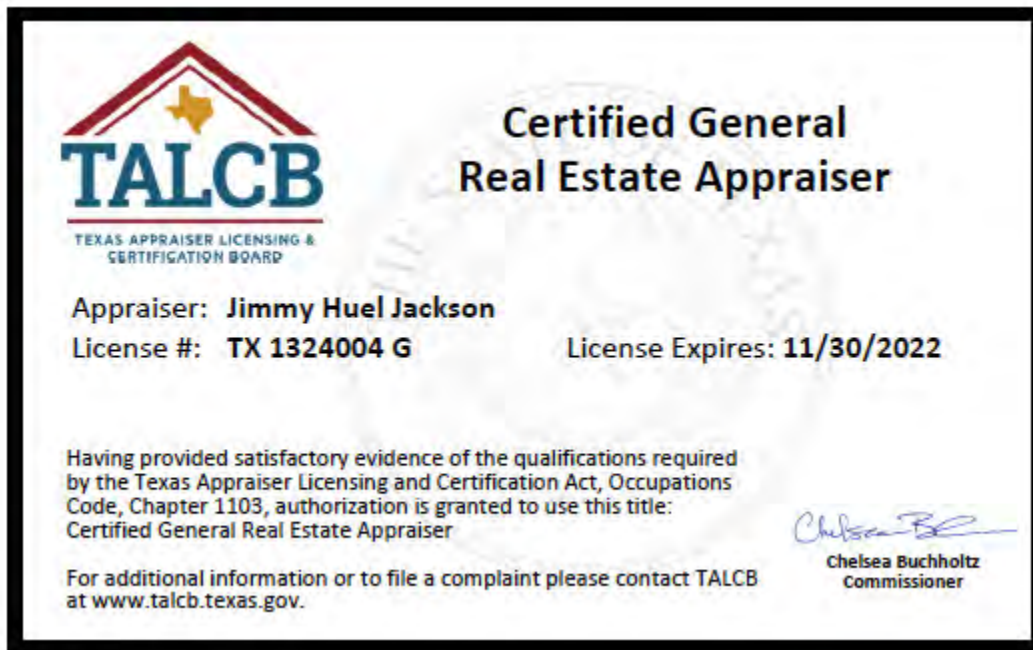 TALCB
TEXAS APPRAISER LICENSING &
CERTIFICATION BOARD
Certified General
Real Estate Appraiser
Appraiser: Jimmy Huel Jackson
License #: TX 1324004 G
License Expires: 11/30/2022
Having provided satisfactory evidence of the qualifications required
by the Texas Appraiser Licensing and Certification Act, Occupations
Code, Chapter 1103, authorization is granted to use this title:
Certified General Real Estate Appraiser
For additional information or to file a complaint please contact TALCB
at www.talcb.texas.gov.
Chelsea Buchholtz
Commissioner